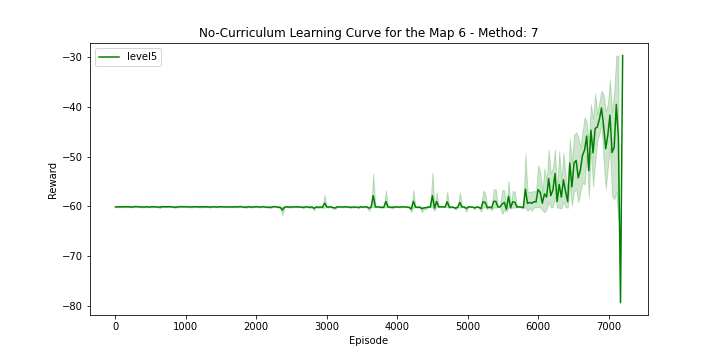 No-Curriculum Learning Curve for the Map 6 - Method: 7
level5
−30
−40
−50
−60
−70
−80
Reward
0 1000 2000 3000 4000 5000 6000 7000
Episode